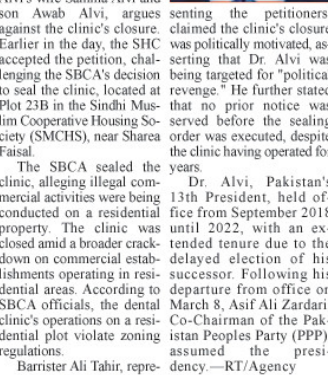 Alvi's wife Samina Alvi and
son Awab Alvi, argues
against the clinic's closure.
Earlier in the day, the SHC
accepted the petition, chal-
lenging the SBCA's decision
to seal the clinic, located at
Plot 23B in the Sindhi Mus-
lim Cooperative Housing So-
ciety (SMCHS), near Sharea
Faisal.
The SBCA sealed the
clinic, alleging illegal com-
mercial activities were being
conducted on a residential
property. The clinic was
closed amid a broader crack-
down on commercial estab-
lishments operating in resi-
dential areas. According to
SBCA officials, the dental
clinic's operations on a resi-
dential plot violate zoning
regulations.
Barrister Ali Tahir, repre-
senting the petitioners,
claimed the clinic's closure
was politically motivated, as-
serting that Dr. Alvi was
being targeted for "political
revenge." He further stated
that no prior notice was
served before the sealing
order was executed, despite
the clinic having operated for
years.
Dr. Alvi, Pakistan's
13th President, held of-
fice from September 2018
until 2022, with an ex-
tended tenure due to the
delayed election of his
successor. Following his
departure from office on
March 8, Asif Ali Zardari,
Co-Chairman of the Pak-
istan Peoples Party (PPP),
assumed the presi-
dency.—RT/Agency